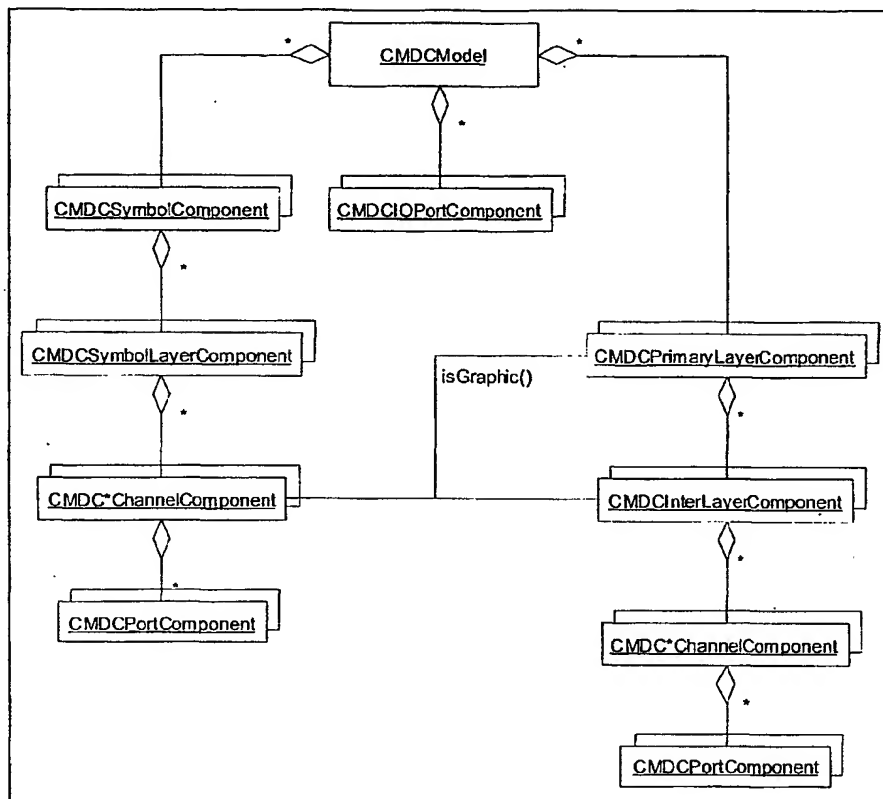 *
CMDCModel
*
*
CMDCSymbolComponent
CMDCIOPortComponent
*
CMDCSymbolLayerComponent
CMDCPrimaryLayerComponent
isGraphic()
*
*
CMDC*ChannelComponent
CMDCInterLayerComponent
*
*
CMDCPortComponent
CMDC*ChannelComponent
*
CMDCPortComponent